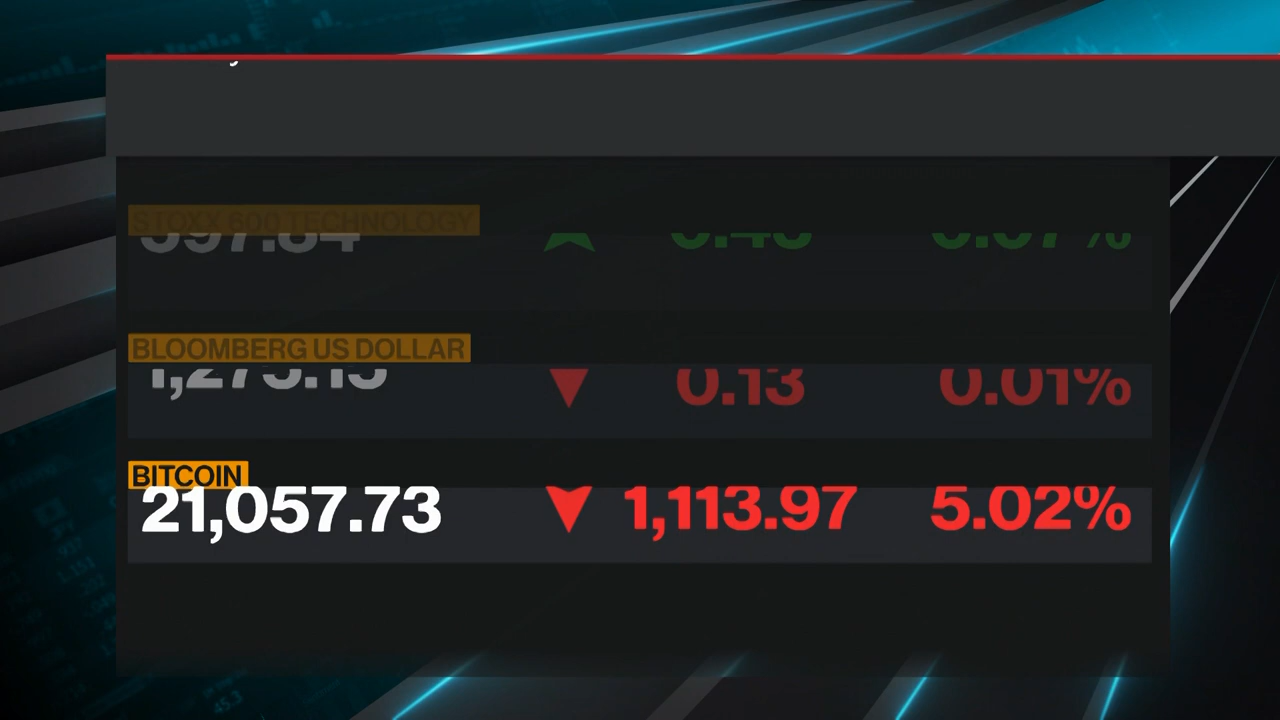 STOXX 600 TECHNOLOGY
BLOOMBERG US DOLLAR
0.13 0.01%
BITCOIN
21,057.73 1,113.97 5.02%